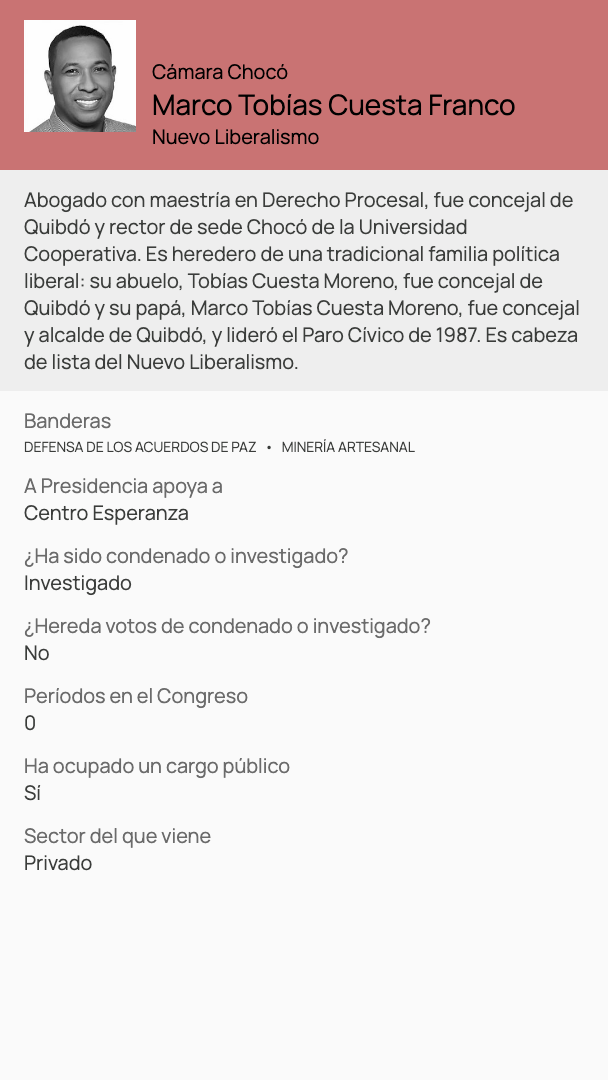 Cámara Chocó
Marco Tobías Cuesta Franco
Nuevo Liberalismo
Abogado con maestría en Derecho Procesal, fue concejal de
Quibdó y rector de sede Chocó de la Universidad
Cooperativa. Es heredero de una tradicional familia política
liberal: su abuelo, Tobías Cuesta Moreno, fue concejal de
Quibdó y su papá, Marco Tobías Cuesta Moreno, fue concejal
y alcalde de Quibdó, y lideró el Paro Cívico de 1987. Es cabeza
de lista del Nuevo Liberalismo.
Banderas
DEFENSA DE LOS ACUERDOS DE PAZ • MINERÍA ARTESANAL
A Presidencia apoya a
Centro Esperanza
¿Ha sido condenado o investigado?
Investigado
¿Hereda votos de condenado o investigado?
No
Períodos en el Congreso
0
Ha ocupado un cargo público
Sí
Sector del que viene
Privado